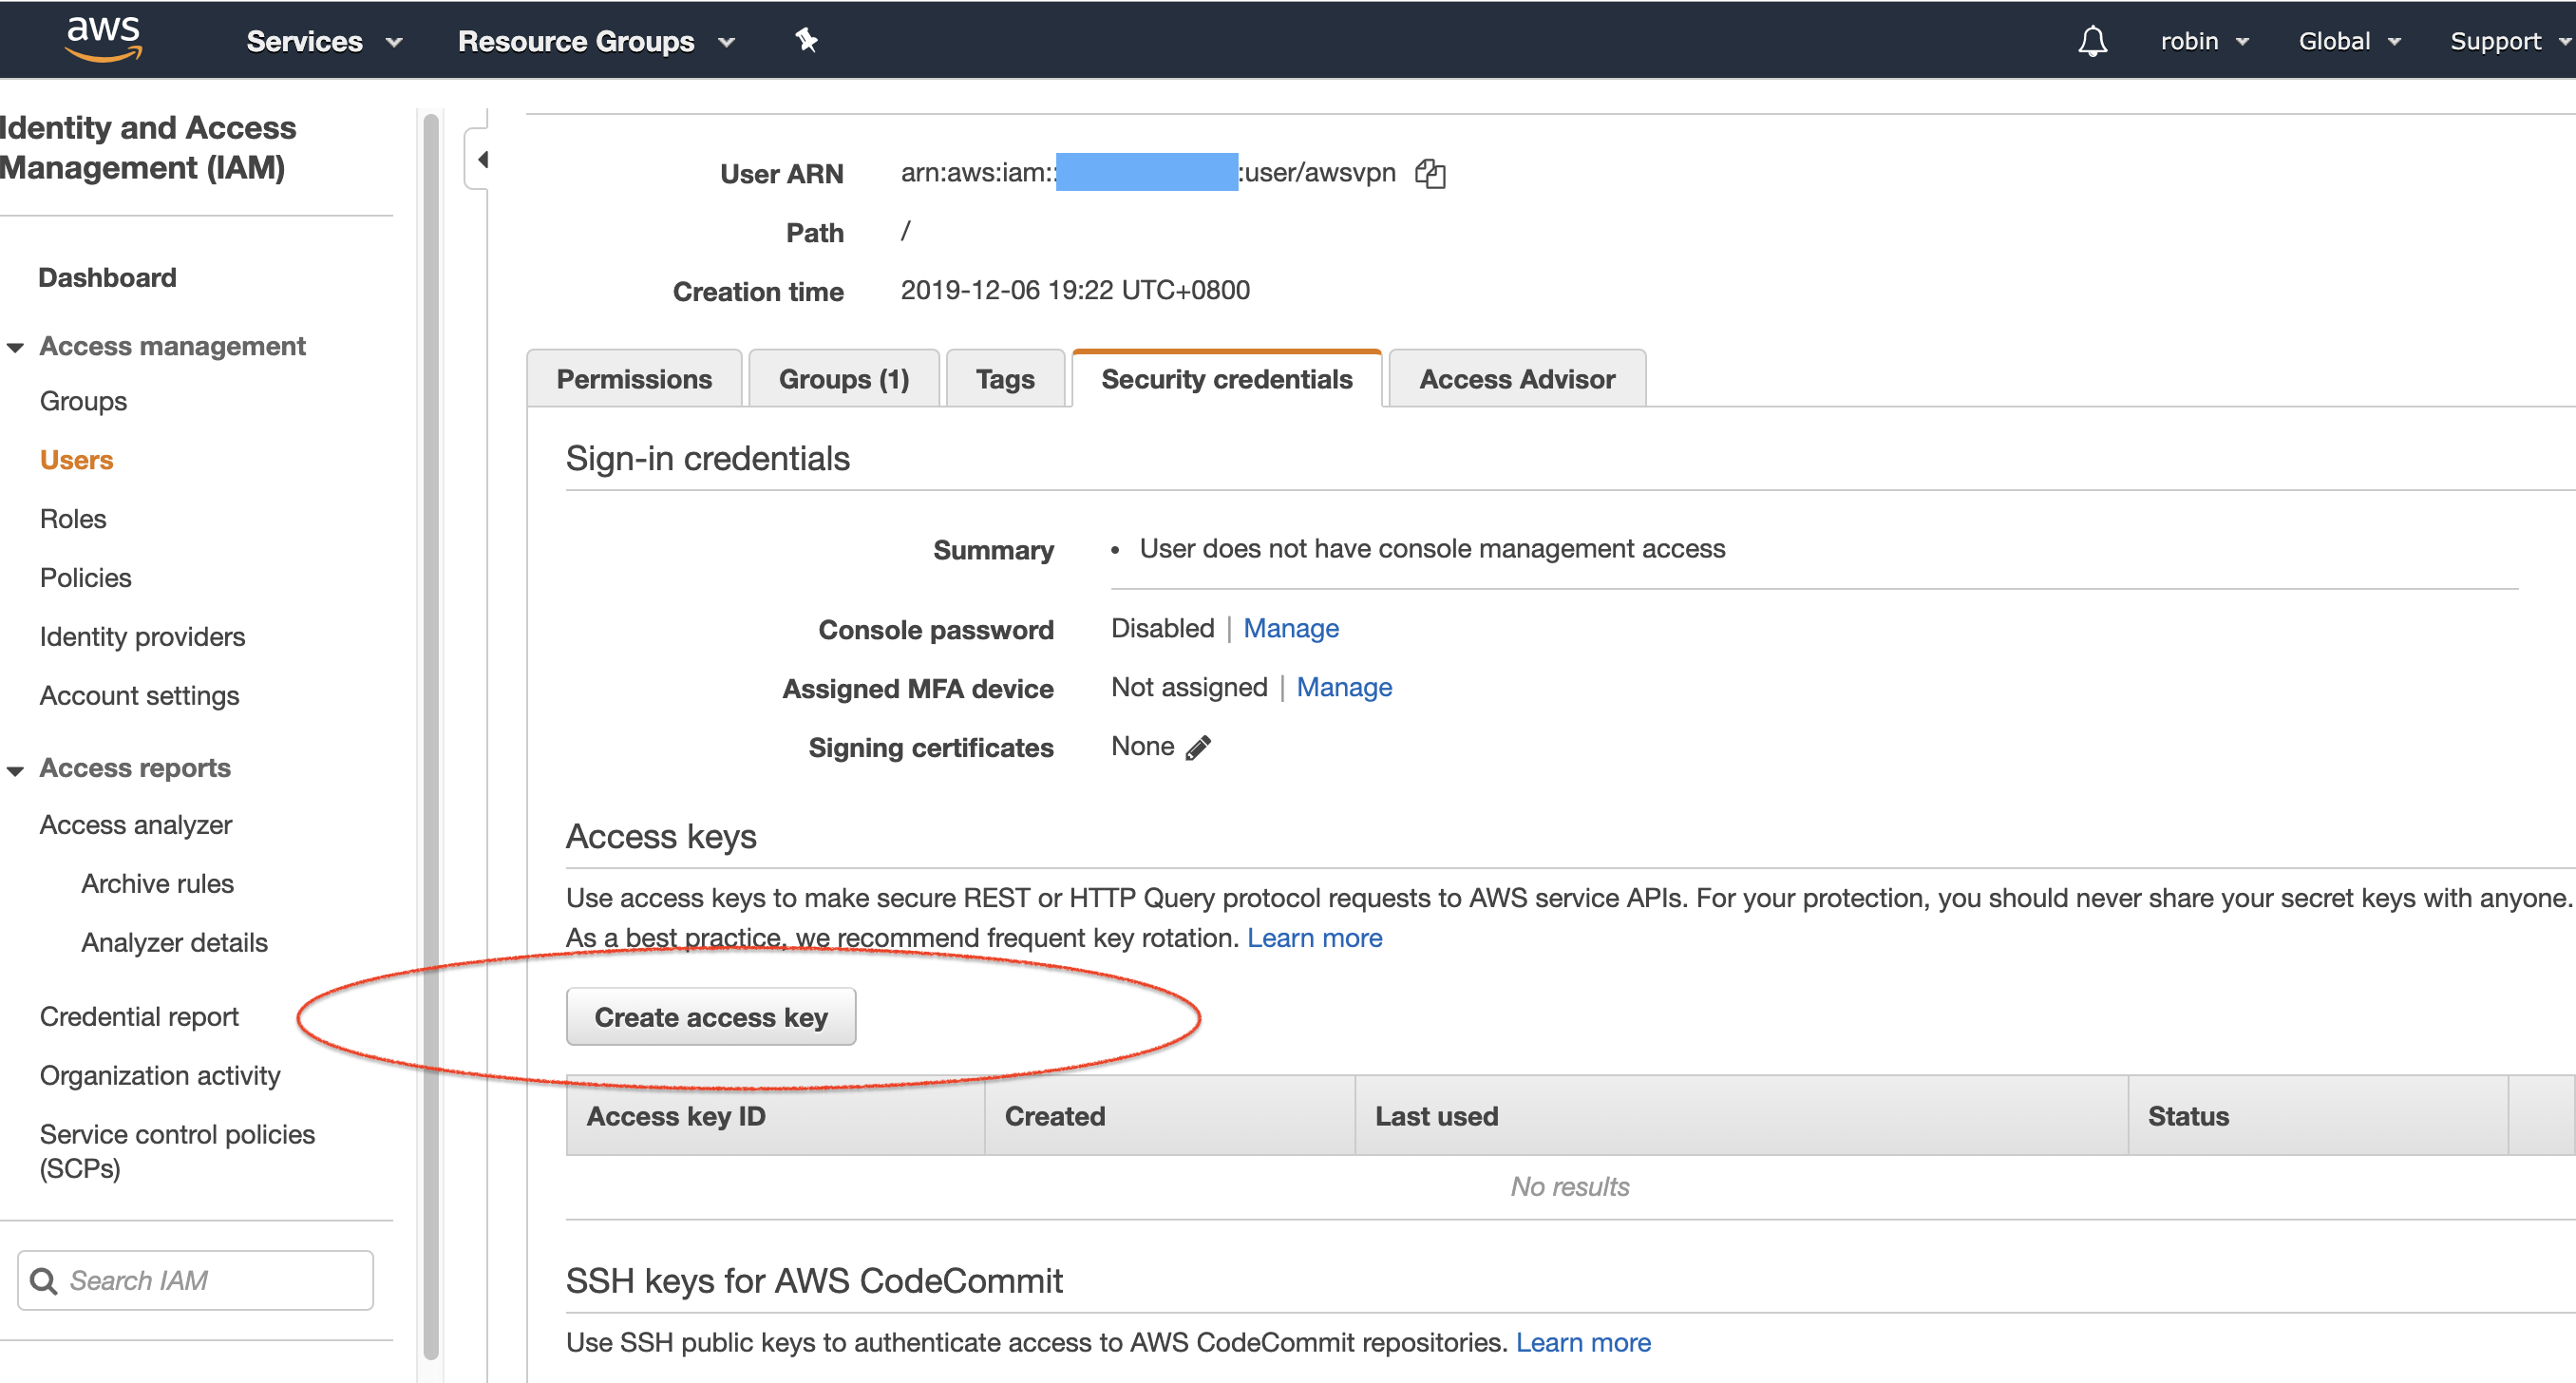 aws Services Resource Groups robin Global Support
Identity and Access
Management (IAM)
Dashboard
Access management
Groups
Users
Roles
Policies
Identity providers
Account settings
Access reports
Access analyzer
Archive rules
Analyzer details
Credential report
Organization activity
Service control policies
(SCPs)
Search IAM
User ARN arn:aws:iam:: :user/awsvpn
Path /
Creation time 2019-12-06 19:22 UTC+0800
Permissions Groups (1) Tags Security credentials Access Advisor
Sign-in credentials
Summary • User does not have console management access
Console password Disabled | Manage
Assigned MFA device Not assigned | Manage
Signing certificates None
Access keys
Use access keys to make secure REST or HTTP Query protocol requests to AWS service APIs. For your protection, you should never share your secret keys with anyone.
As a best practice, we recommend frequent key rotation. Learn more
Create access key
Access key ID Created Last used Status
No results
SSH keys for AWS CodeCommit
Use SSH public keys to authenticate access to AWS CodeCommit repositories. Learn more